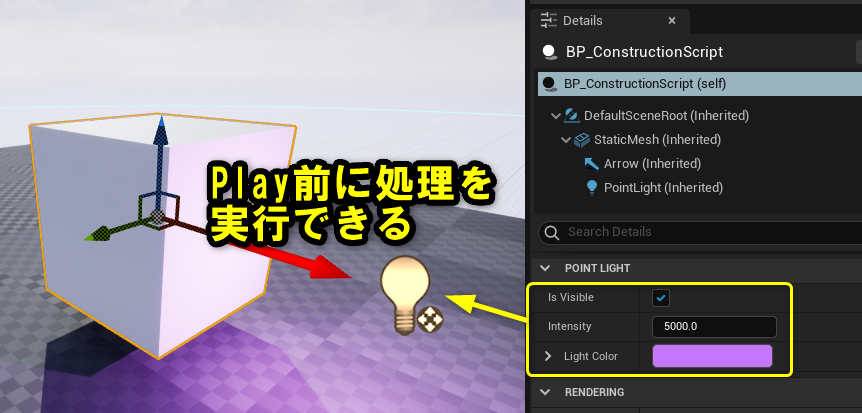 Play前に処理を
実行できる
Details
BP_ConstructionScript
BP_ConstructionScript (self)
DefaultSceneRoot (Inherited)
StaticMesh (Inherited)
Arrow (Inherited)
PointLight (Inherited)
Search Details
POINT LIGHT
Is Visible
Intensity 5000.0
Light Color
RENDERING